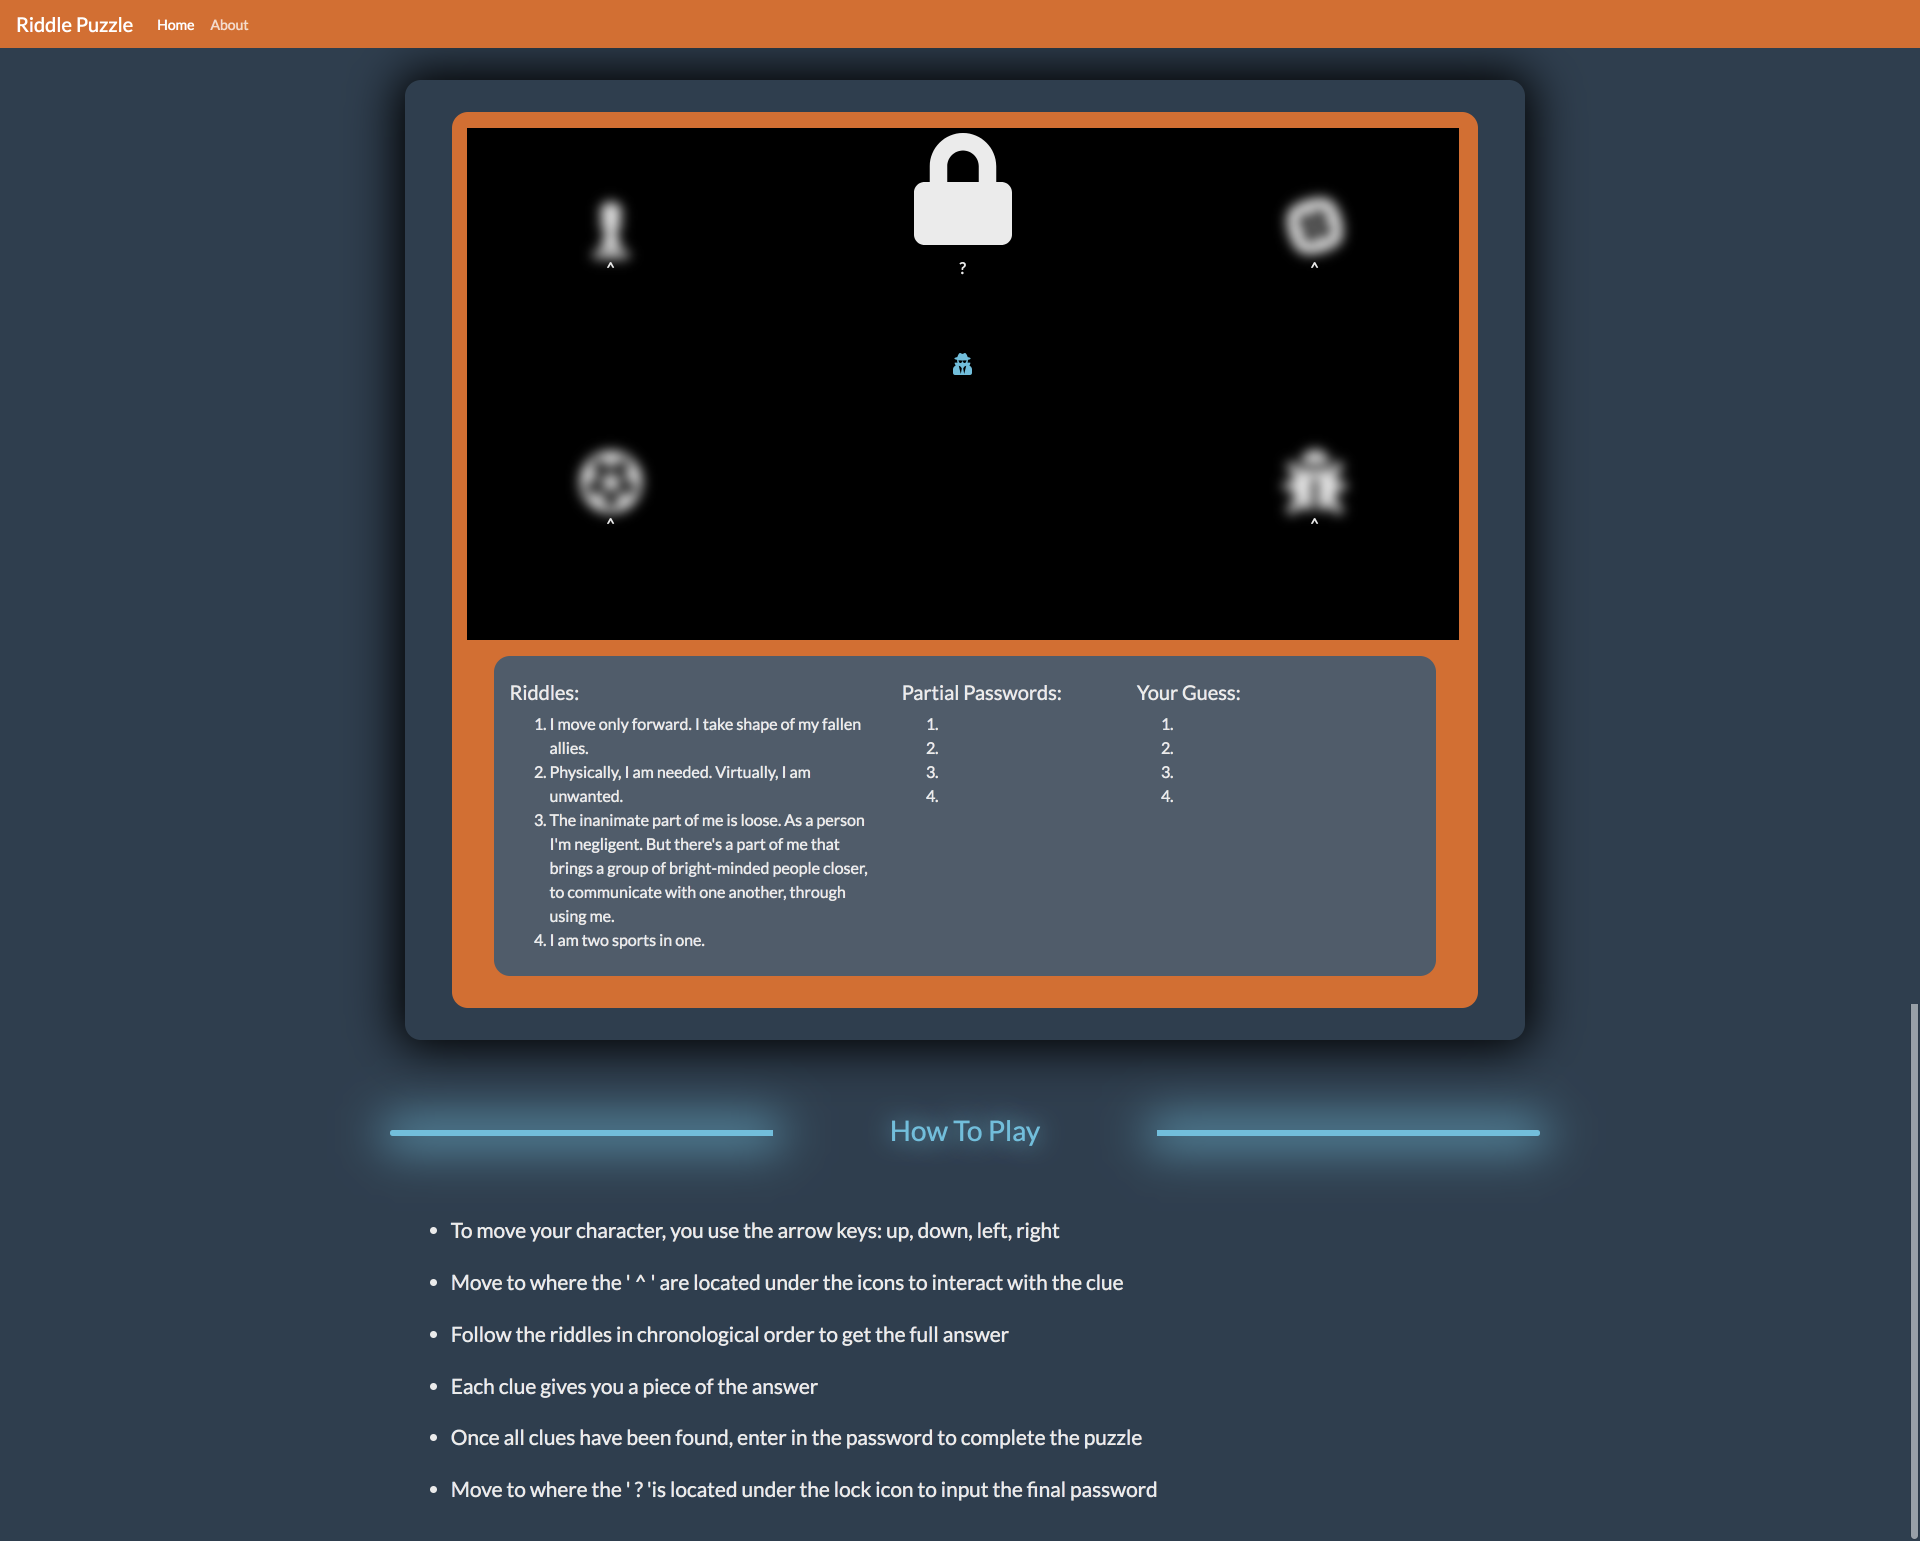 Riddle Puzzle Home About
^ ? ^
^ ^
Riddles:
1. I move only forward. I take shape of my fallen
allies.
2. Physically, I am needed. Virtually, I am
unwanted.
3. The inanimate part of me is loose. As a person
I'm negligent. But there's a part of me that
brings a group of bright-minded people closer,
to communicate with one another, through
using me.
4. I am two sports in one.
Partial Passwords:
1.
2.
3.
4.
Your Guess:
1.
2.
3.
4.
How To Play
• To move your character, you use the arrow keys: up, down, left, right
• Move to where the ' ^ ' are located under the icons to interact with the clue
• Follow the riddles in chronological order to get the full answer
• Each clue gives you a piece of the answer
• Once all clues have been found, enter in the password to complete the puzzle
• Move to where the ' ? 'is located under the lock icon to input the final password